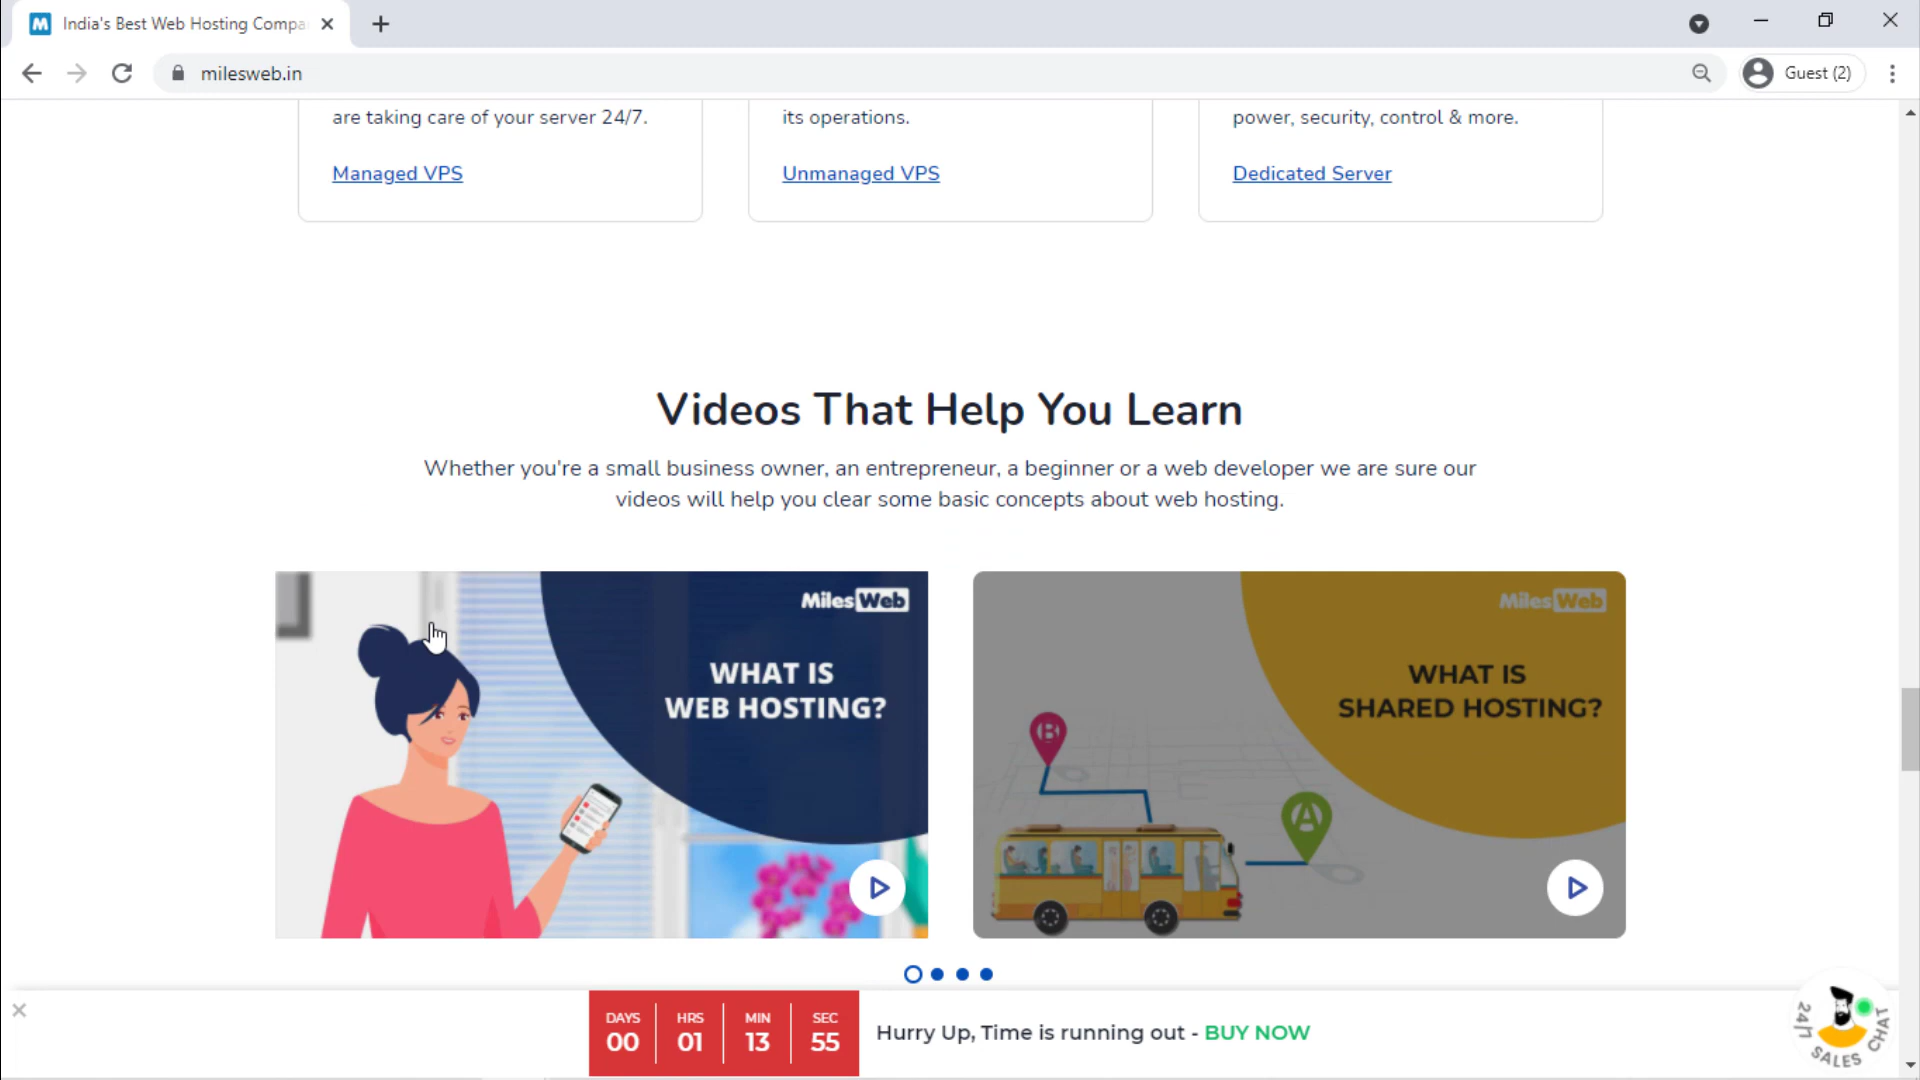 India's Best Web Hosting Compa
milesweb.in
Guest (2)
are taking care of your server 24/7.
Managed VPS
its operations.
Unmanaged VPS
power, security, control & more.
Dedicated Server
Videos That Help You Learn
Whether you're a small business owner, an entrepreneur, a beginner or a web developer we are sure our
videos will help you clear some basic concepts about web hosting.
MilesWeb
WHAT IS
WEB HOSTING?
MilesWeb
WHAT IS
SHARED HOSTING?
B
A
DAYS HRS MIN SEC
00 01 13 55
Hurry Up, Time is running out - BUY NOW
24/7 SALES CHAT